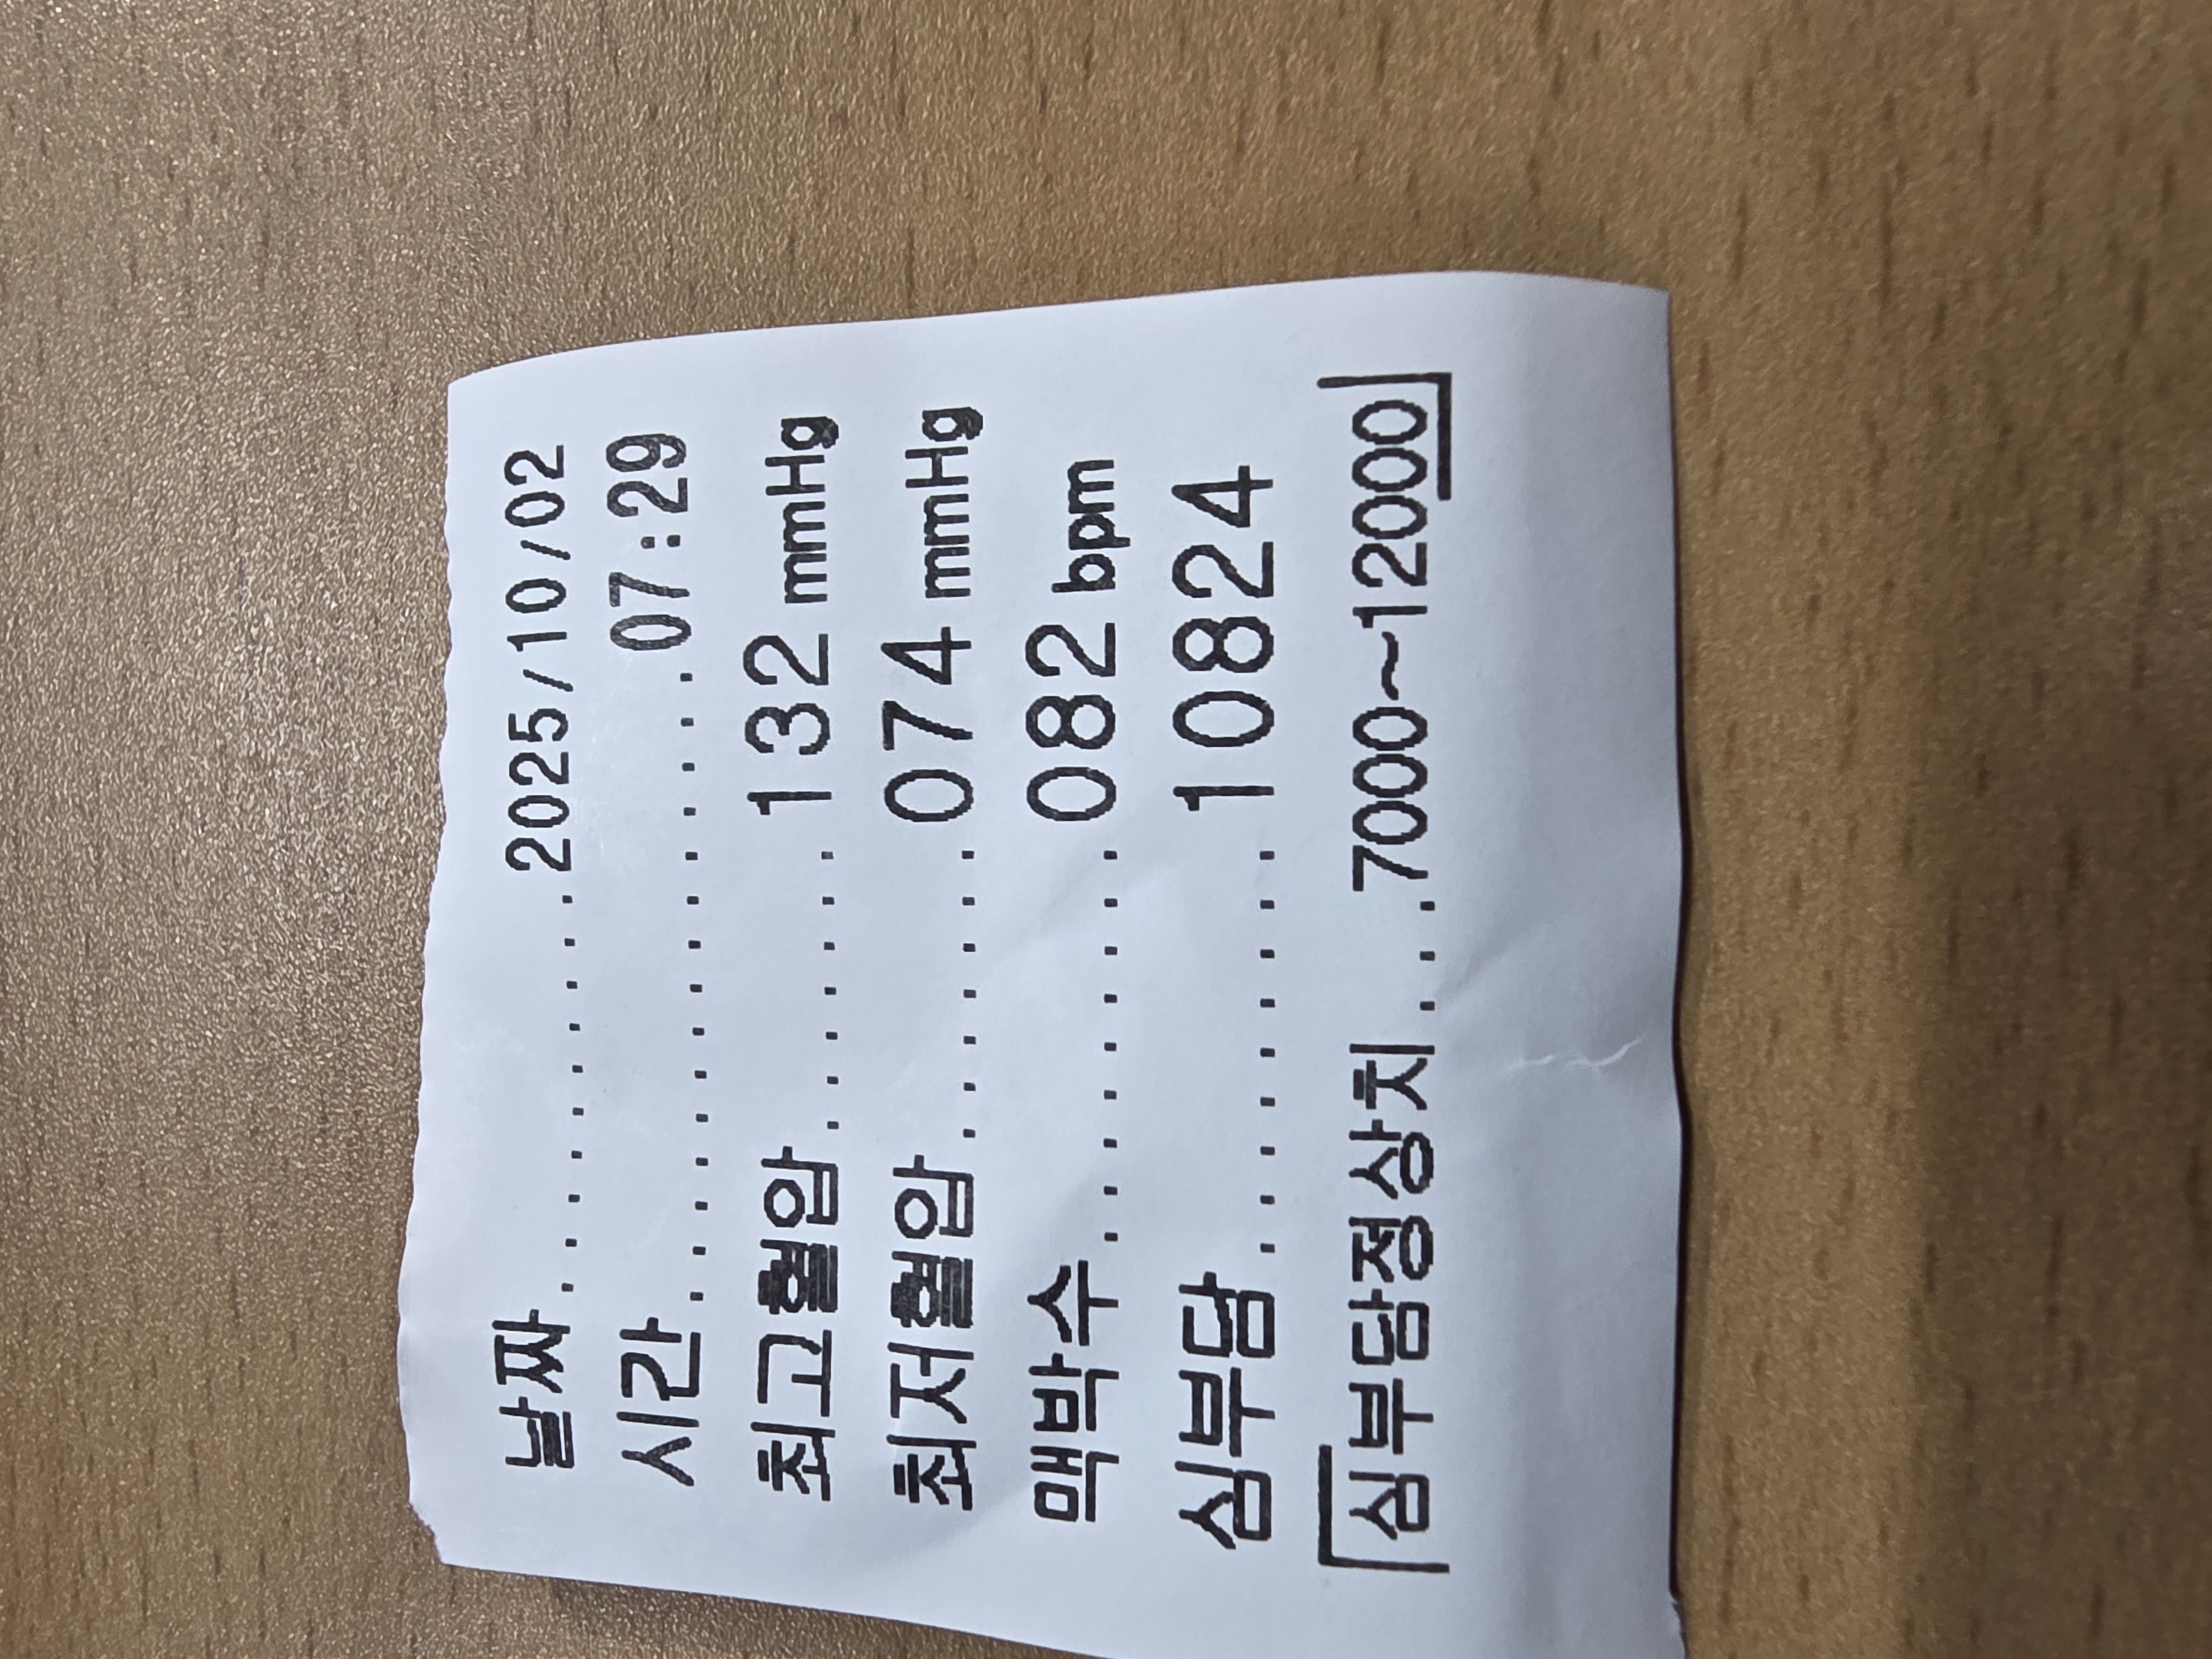 날짜..........2025/10/02
시간................07:29
최고혈압........132 mmHg
최저혈압........074 mmHg
맥박수..........082 bpm
심부담..........10824
심부담정상치...7000~12000